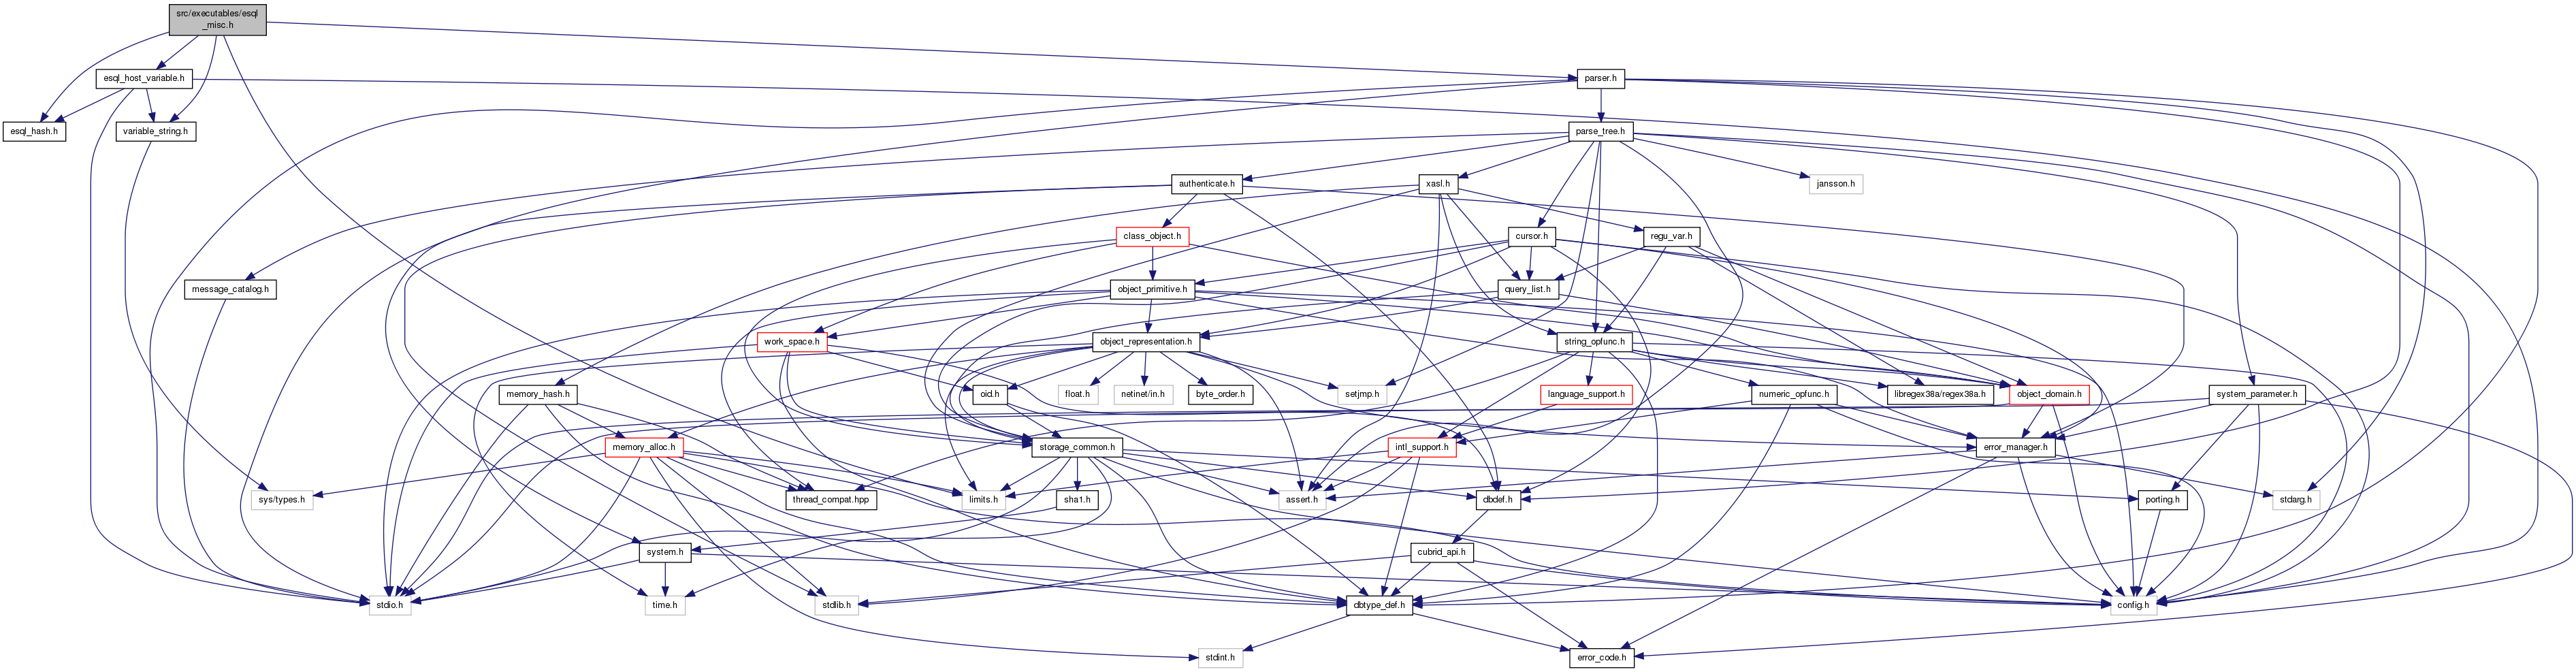 src/executables/esql
_misc.h
esql_host_variable.h
parser.h
esql_hash.h
variable_string.h
parse_tree.h
authenticate.h
xasl.h
jansson.h
class_object.h
cursor.h
regu_var.h
message_catalog.h
object_primitive.h
query_list.h
work_space.h
object_representation.h
string_opfunc.h
memory_hash.h
oid.h
float.h
netinet/in.h
byte_order.h
setjmp.h
language_support.h
numeric_opfunc.h
libregex38a/regex38a.h
object_domain.h
system_parameter.h
memory_alloc.h
storage_common.h
intl_support.h
error_manager.h
sys/types.h
thread_compat.hpp
limits.h
sha1.h
assert.h
dbdef.h
porting.h
stdarg.h
system.h
cubrid_api.h
stdio.h
time.h
stdlib.h
dbtype_def.h
config.h
stdint.h
error_code.h